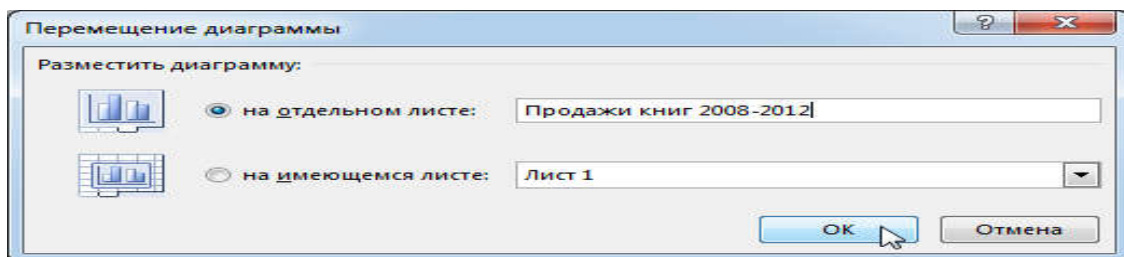 Перемещение диаграммы
Разместить диаграмму:
на отдельном листе: Продажи книг 2008-2012
на имеющемся листе: Лист 1
ОК Отмена